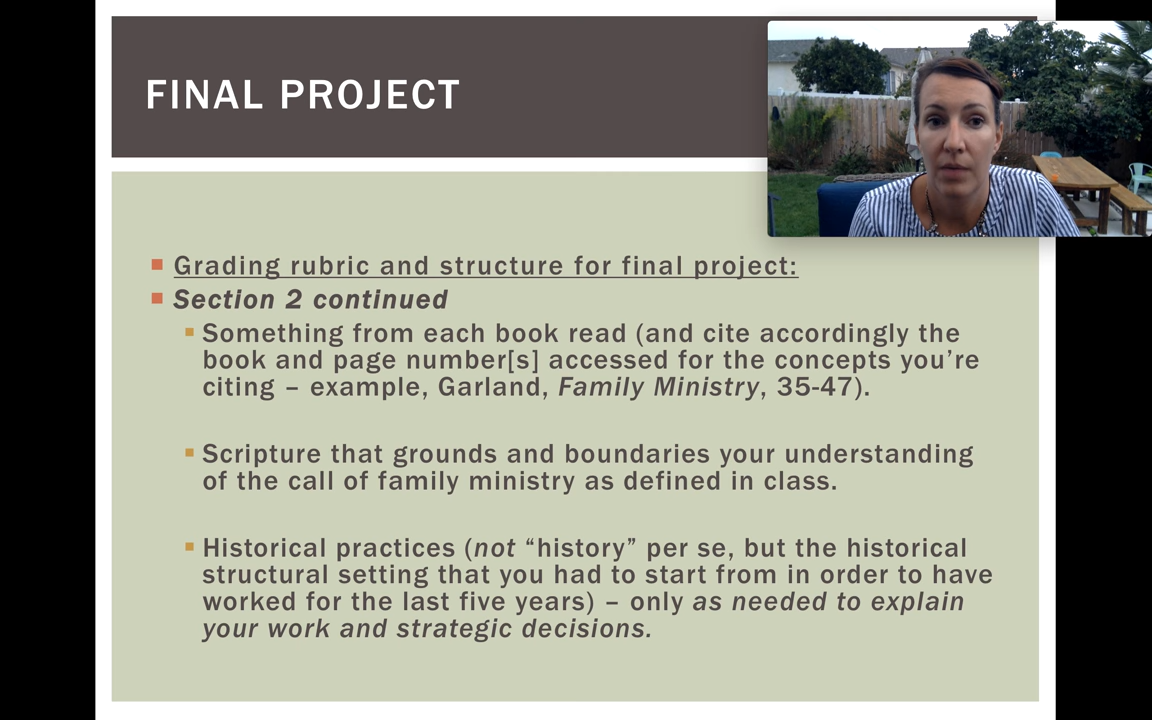 FINAL PROJECT
Grading rubric and structure for final project:
Section 2 continued
Something from each book read (and cite accordingly the
book and page number[s] accessed for the concepts you’re
citing – example, Garland, Family Ministry, 35-47).
Scripture that grounds and boundaries your understanding
of the call of family ministry as defined in class.
Historical practices (not “history” per se, but the historical
structural setting that you had to start from in order to have
worked for the last five years) – only as needed to explain
your work and strategic decisions.